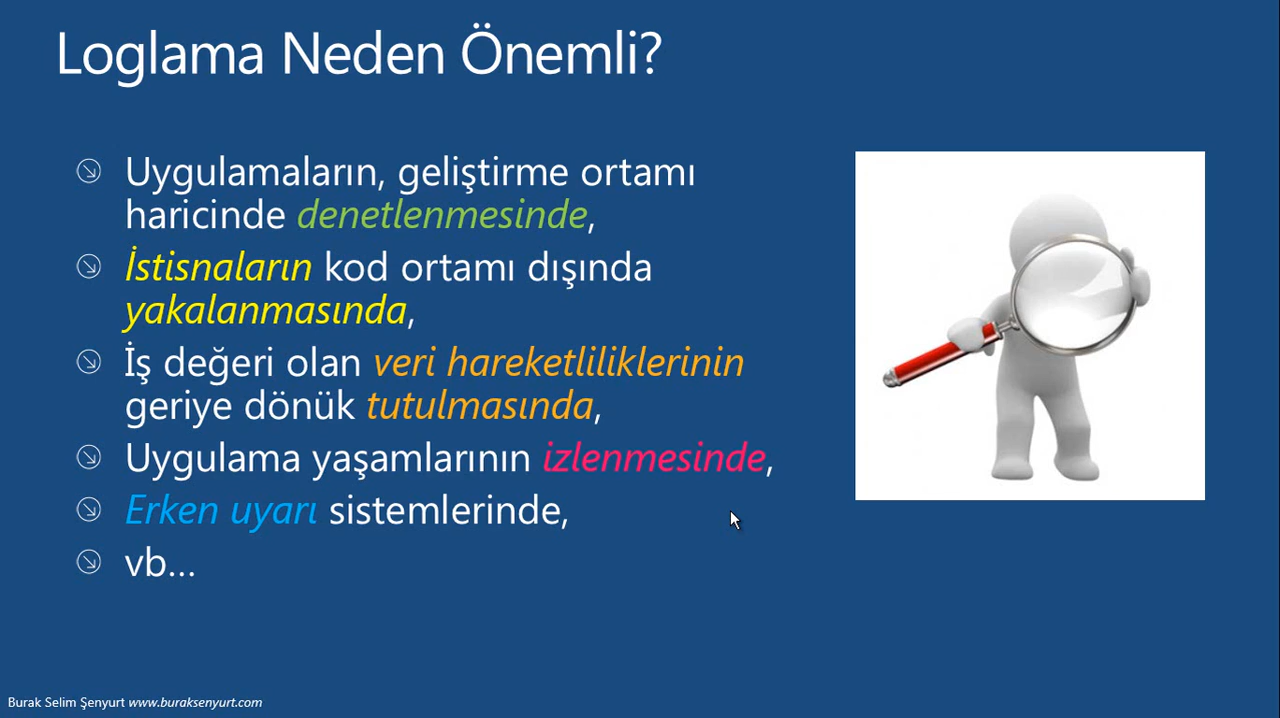 Loglama Neden Önemli?
Uygulamaların, geliştirme ortamı
haricinde denetlenmesinde,
İstisnaların kod ortamı dışında
yakalanmasında,
İş değeri olan veri hareketliliklerinin
geriye dönük tutulmasında,
Uygulama yaşamlarının izlenmesinde,
Erken uyarı sistemlerinde,
vb...
Burak Selim Şenyurt www.buraksenyurt.com